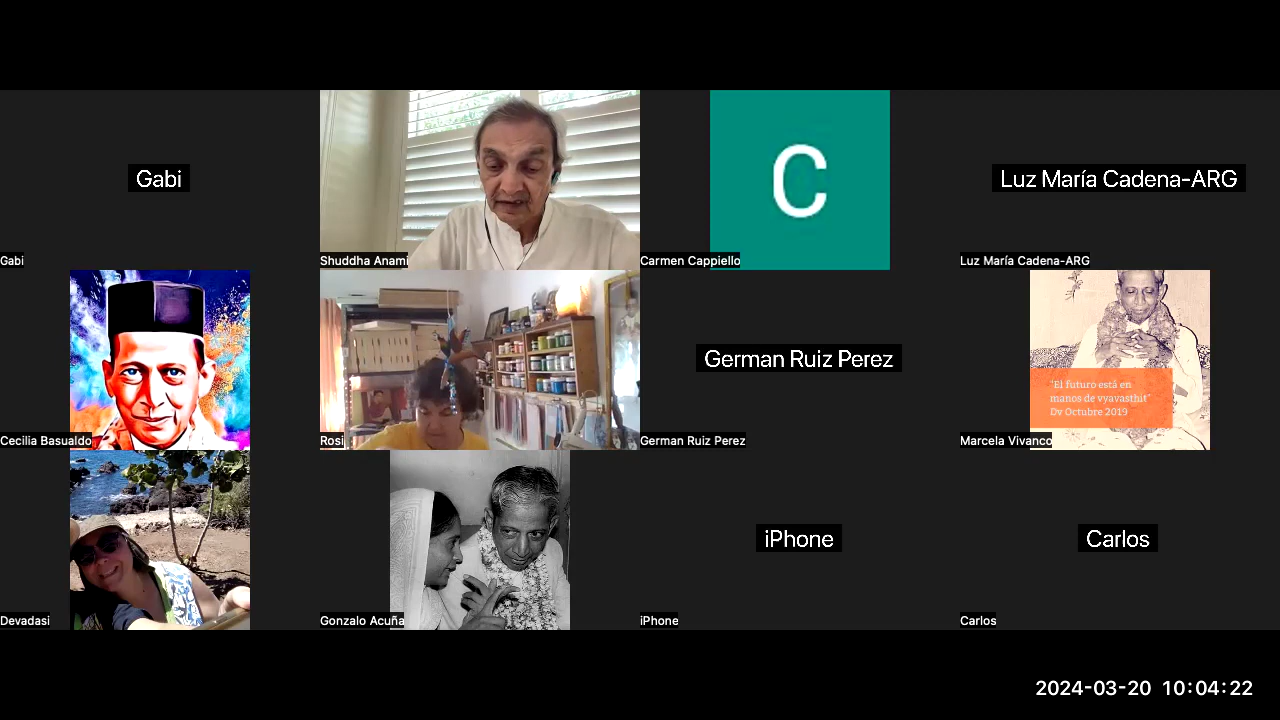 Gabi
Gabi
Shuddha Anami
C
Carmen Cappiello
Luz María Cadena-ARG
Luz María Cadena-ARG
Cecilia Basualdo
Rosi
German Ruiz Perez
German Ruiz Perez
"El futuro está en
manos de vyavasthit"
Dv Octubre 2019
Marcela Vivanco
Devadasi
Gonzalo Acuña
iPhone
iPhone
Carlos
Carlos
2024-03-20 10:04:22